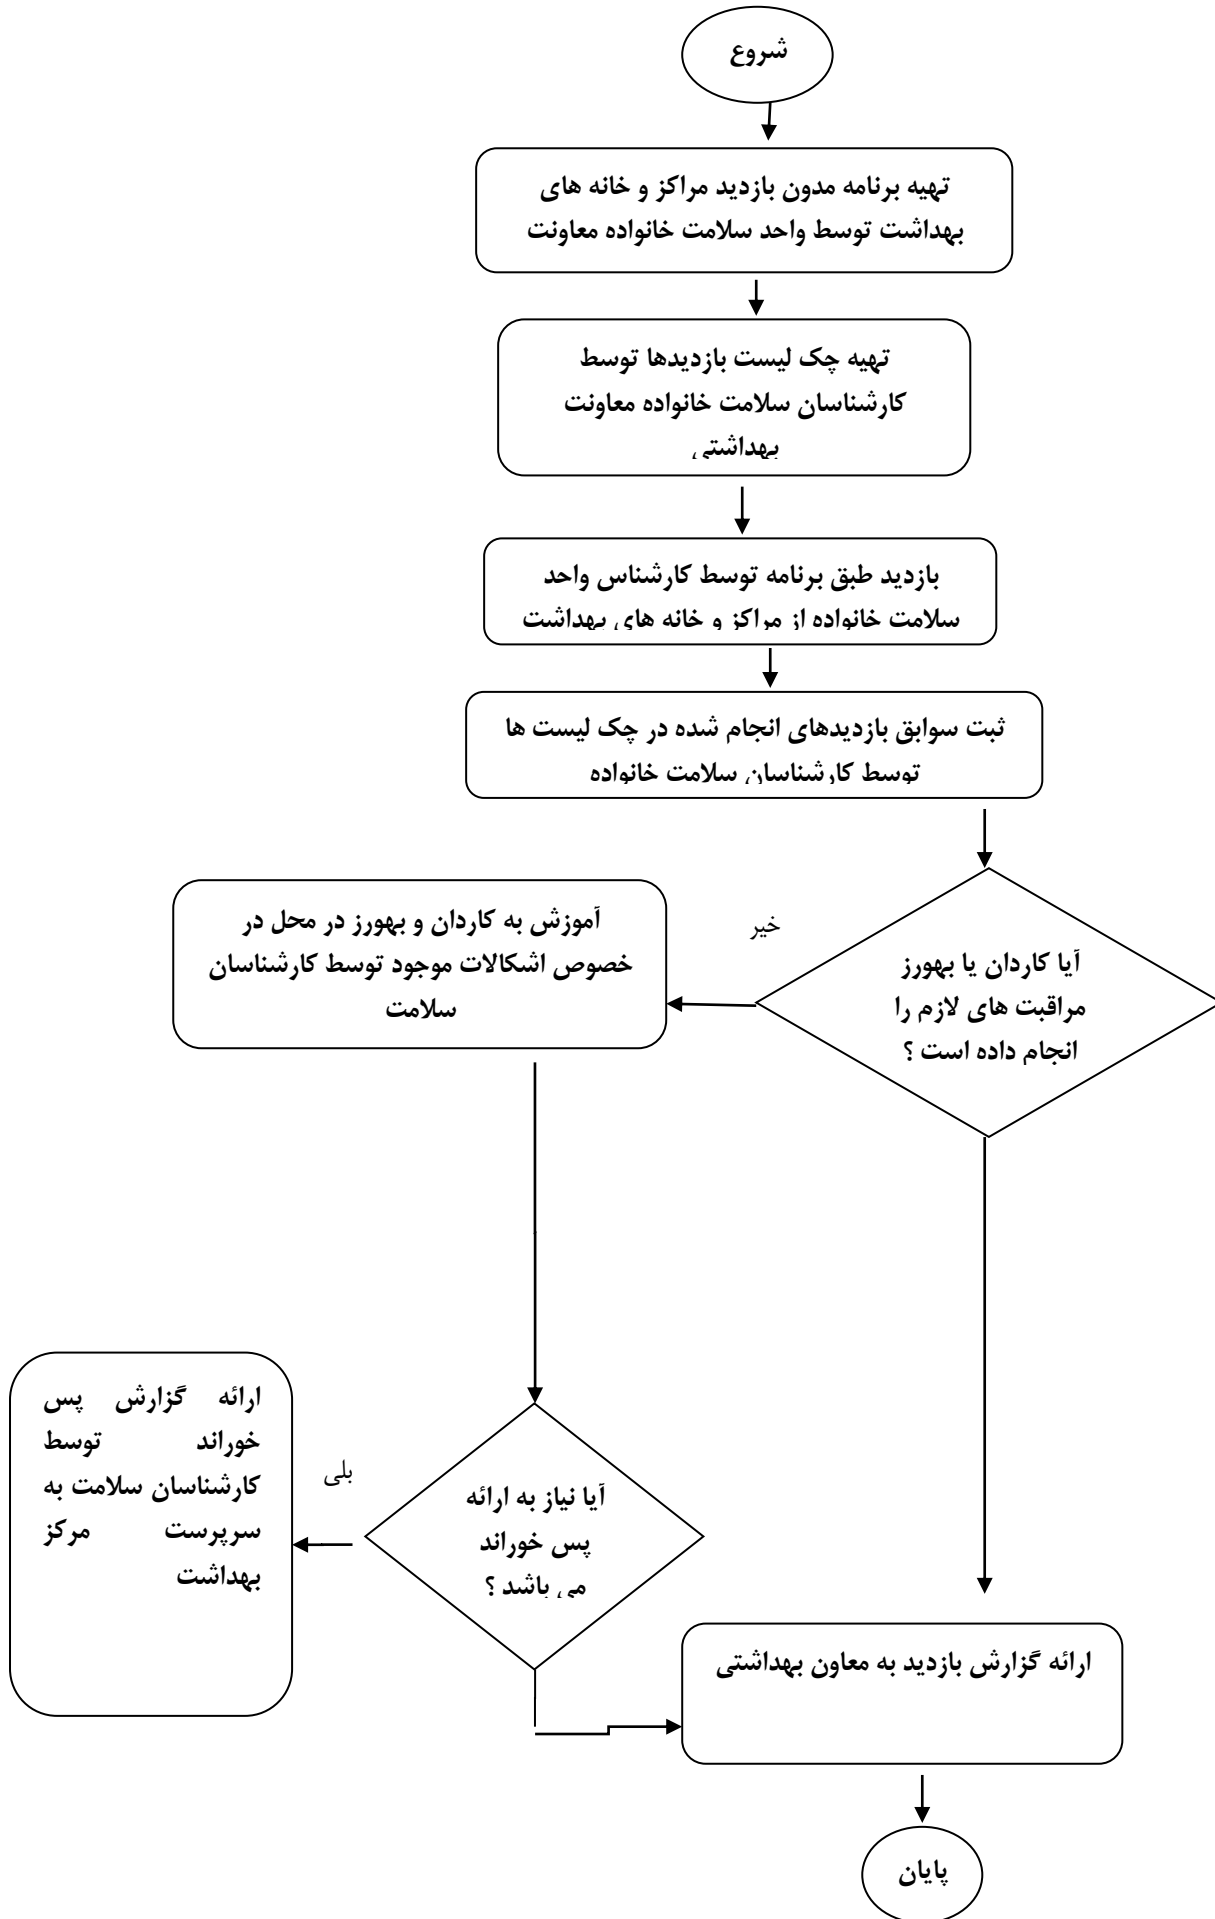 شروع
تهیه برنامه مدون بازدید مراکز و خانه های
بهداشت توسط واحد سلامت خانواده معاونت
تهیه چک لیست بازدیدها توسط
کارشناسان سلامت خانواده معاونت
بهداشتی
بازدید طبق برنامه توسط کارشناس واحد
سلامت خانواده از مراکز و خانه های بهداشت
ثبت سوابق بازدیدهای انجام شده در چک لیست ها
توسط کارشناسان سلامت خانواده
آیا کاردان یا بهورز
مراقبت های لازم را
انجام داده است ؟
خیر
آموزش به کاردان و بهورز در محل در
خصوص اشکالات موجود توسط کارشناسان
سلامت
آیا نیاز به ارائه
پس خوراند
می باشد ؟
بلی
ارائه گزارش پس
خوراند توسط
کارشناسان سلامت به
سرپرست مرکز
بهداشت
ارائه گزارش بازدید به معاون بهداشتی
پایان